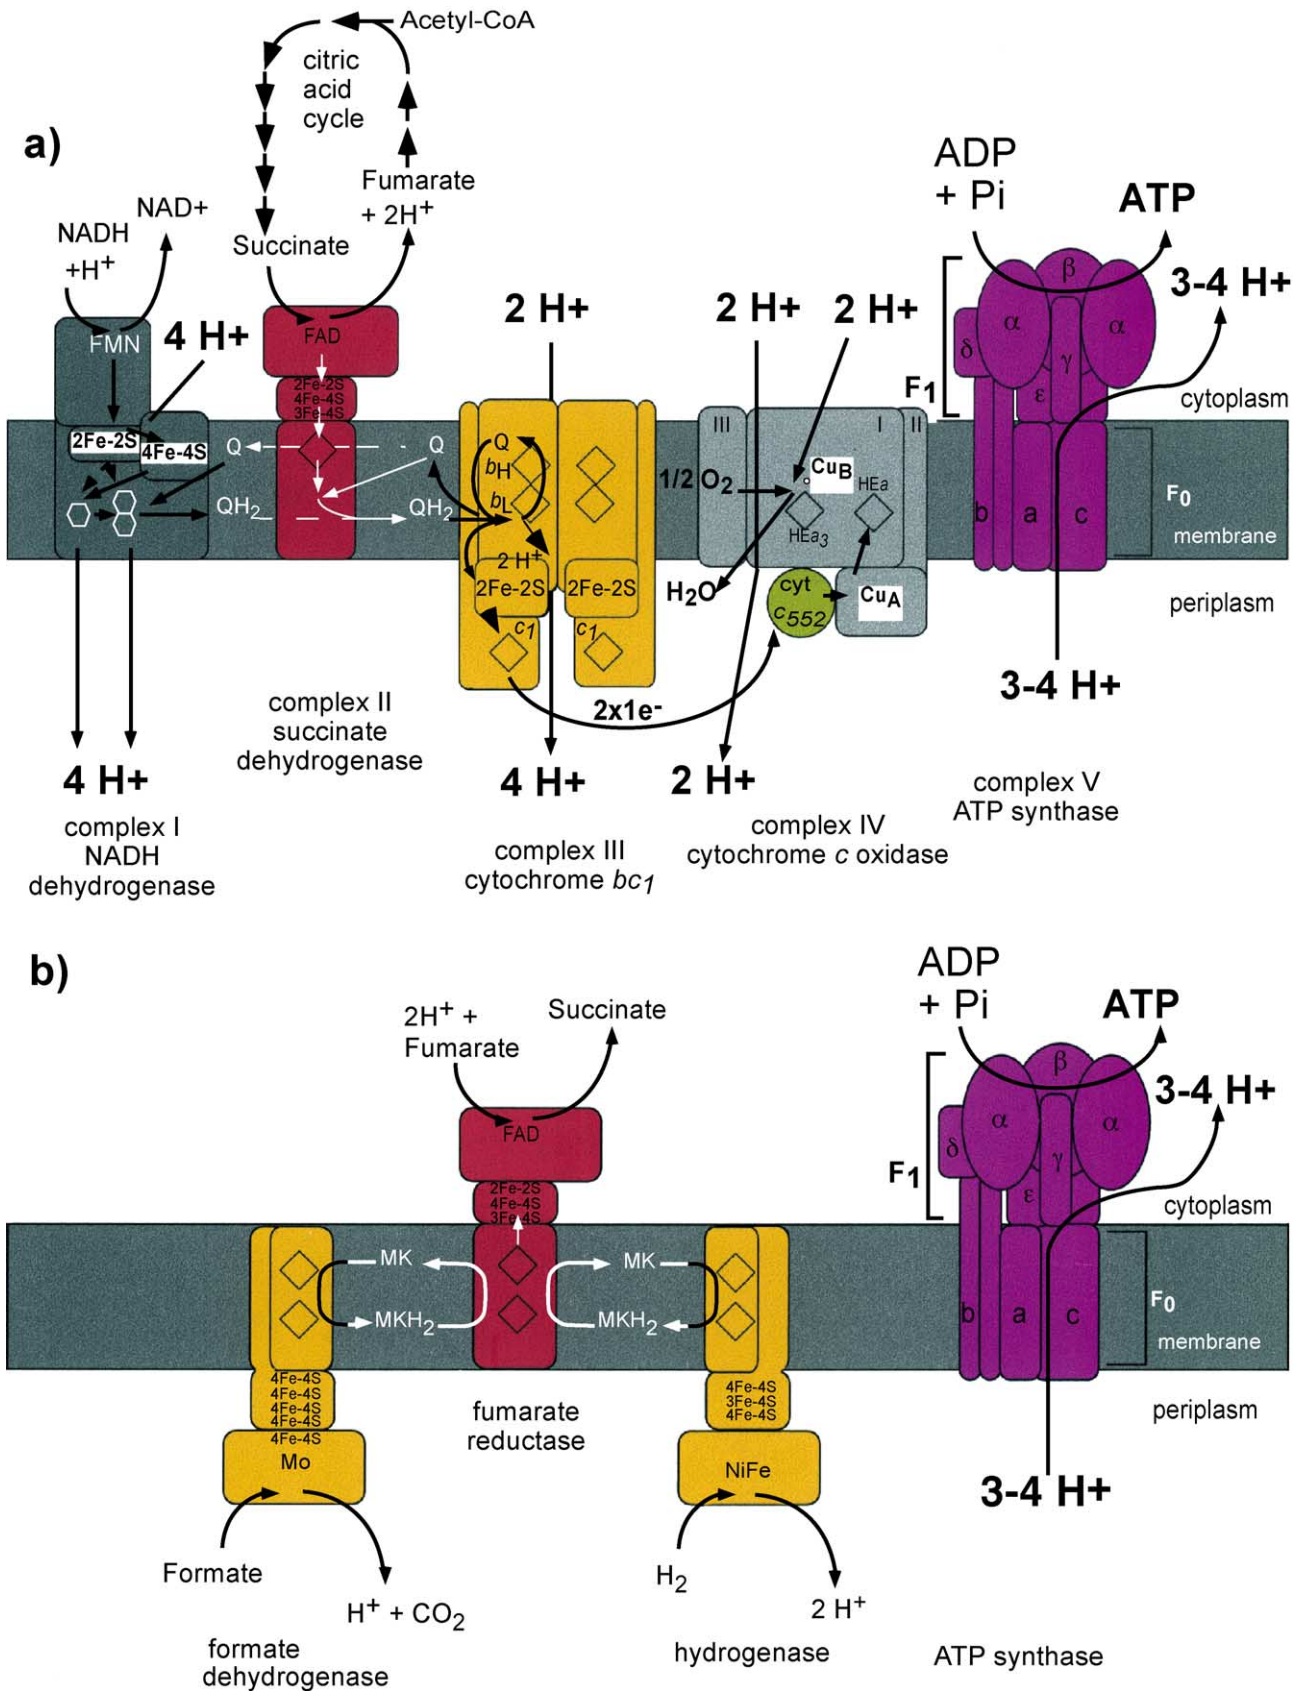 Acetyl-CoA
citric
acid
cycle
a)
ADP
+ Pi
ATP
NAD+
NADH
+H+
Fumarate
+ 2H+
Succinate
β
3-4 H+
2 H+
2 H+
2 H+
4 H+
FMN
FAD
α
α
δ
γ
ε
F1
cytoplasm
2Fe-2S
4Fe-4S
3Fe-4S
2Fe-2S
4Fe-4S
Q
Q
Q
bH
bL
III
I
II
1/2 O2
CuB
HEa
HEa3
F0
b
a
c
membrane
QH2
QH2
2 H+
2Fe-2S
2Fe-2S
H2O
cyt
c552
CuA
periplasm
c1
c1
2x1e-
3-4 H+
complex II
succinate
dehydrogenase
4 H+
4 H+
2 H+
complex V
ATP synthase
complex I
NADH
dehydrogenase
complex III
cytochrome bc1
complex IV
cytochrome c oxidase
b)
ADP
+ Pi
ATP
2H+ +
Fumarate
Succinate
β
3-4 H+
FAD
α
α
δ
γ
ε
F1
cytoplasm
2Fe-2S
4Fe-4S
3Fe-4S
MK
MK
MKH2
MKH2
F0
b
a
c
membrane
4Fe-4S
4Fe-4S
4Fe-4S
4Fe-4S
4Fe-4S
Mo
fumarate
reductase
4Fe-4S
3Fe-4S
4Fe-4S
NiFe
periplasm
3-4 H+
Formate
H+ + CO2
H2
2 H+
formate
dehydrogenase
hydrogenase
ATP synthase